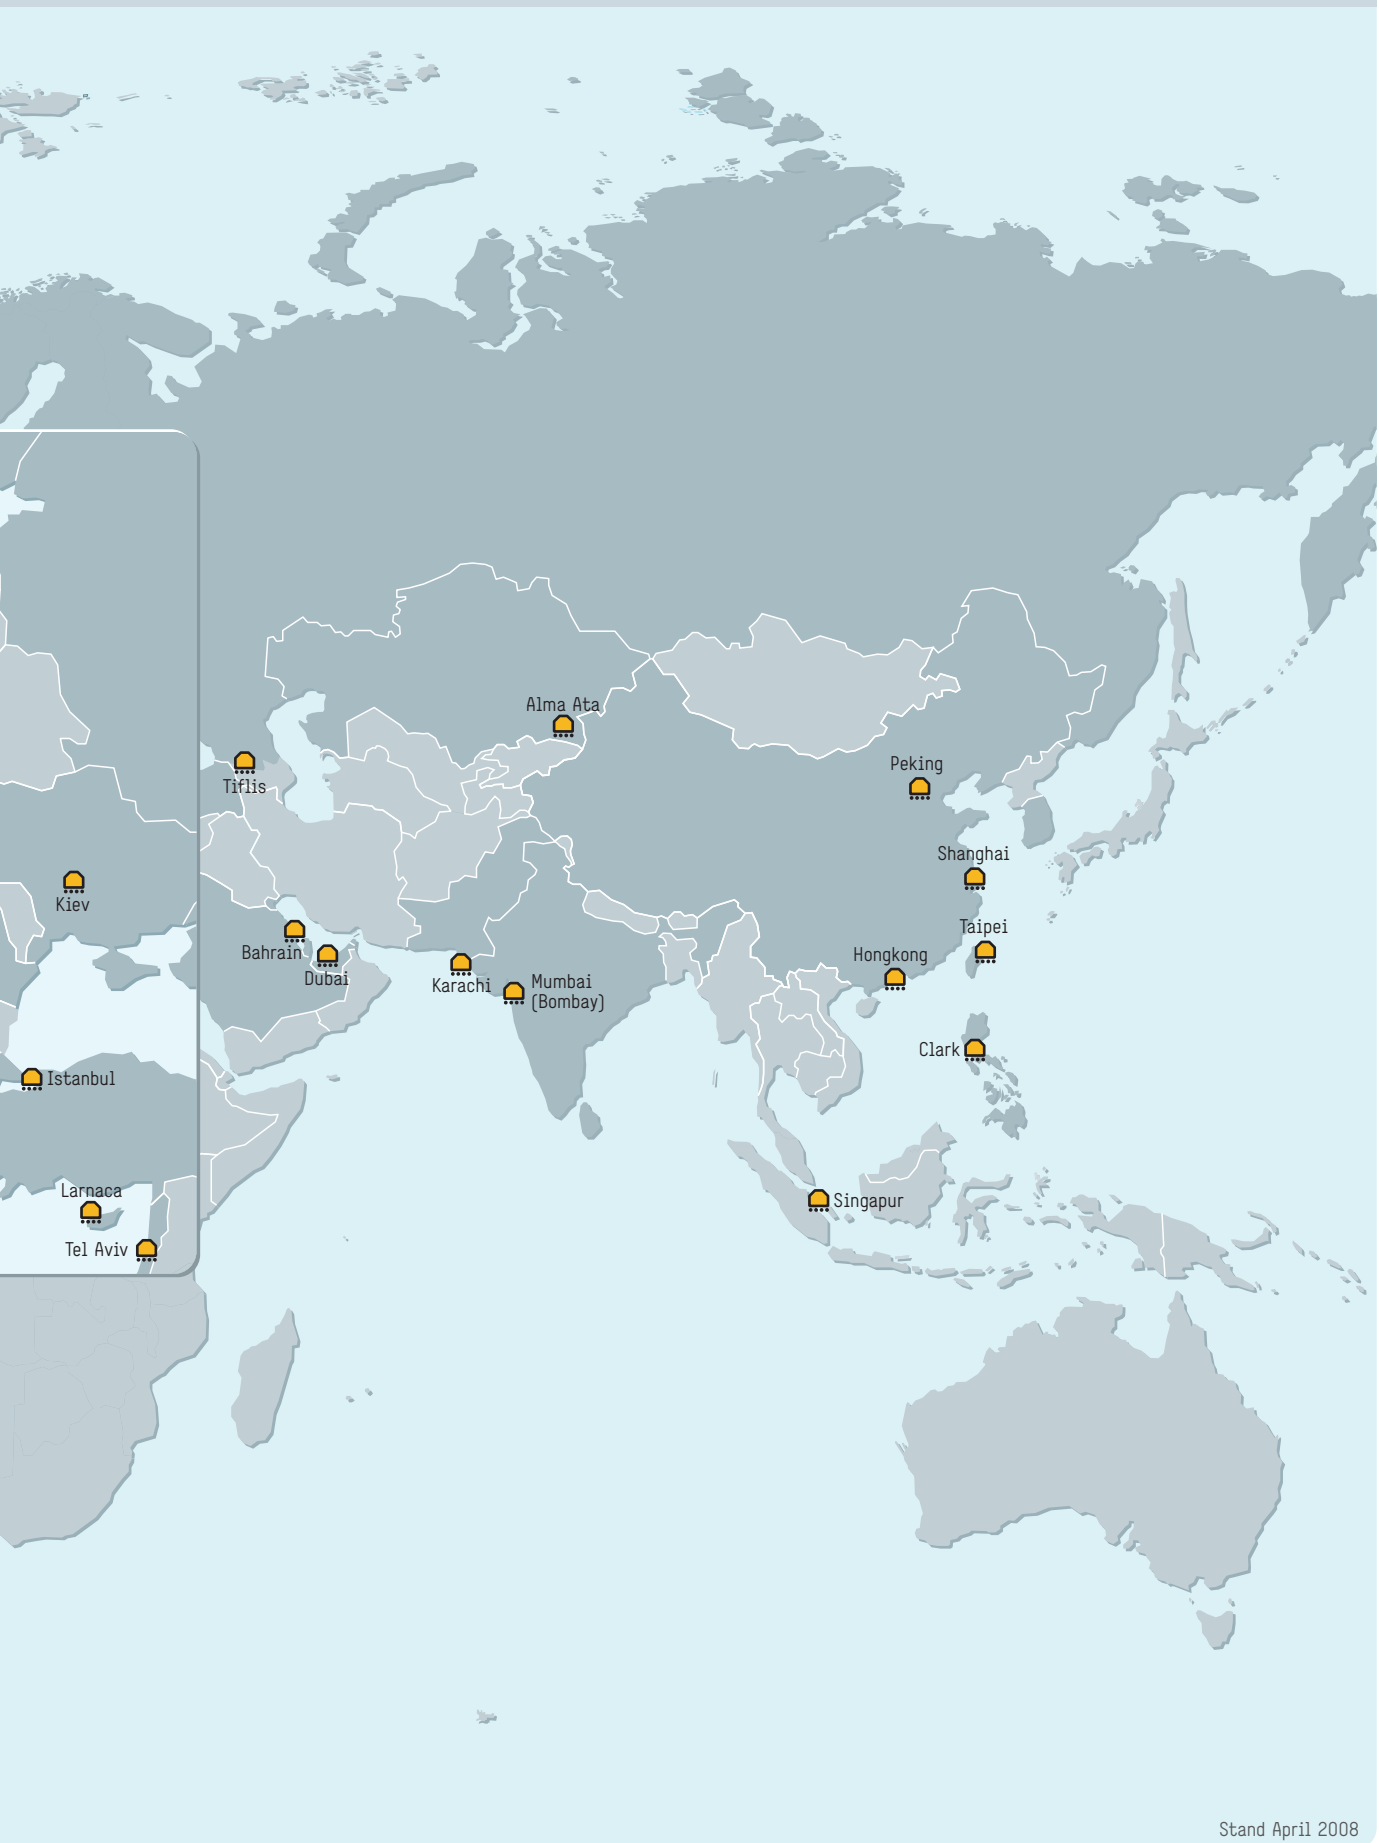 Alma Ata
Peking
Tiflis
Shanghai
Kiev
Taipei
Bahrain
Hongkong
Dubai
Karachi
Mumbai
(Bombay)
Clark
Istanbul
Larnaca
Singapur
Tel Aviv
Stand April 2008